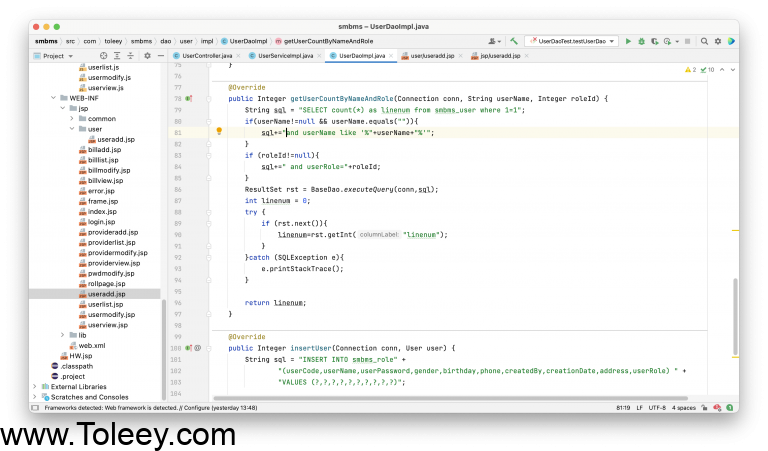 smbms – UserDaoImpl.java
smbms › src › com › toleey › smbms › dao › user › impl › UserDaoImpl › getUserCountByNameAndRole
UserDaoTest.testUserDao
Project
UserController.java
UserServiceImpl.java
UserDaoImpl.java
user/useradd.jsp
jsp/useradd.jsp
userlist.js
usermodify.js
userview.js
WEB-INF
jsp
common
user
useradd.jsp
billadd.jsp
billlist.jsp
billmodify.jsp
billview.jsp
error.jsp
frame.jsp
index.jsp
login.jsp
provideradd.jsp
providerlist.jsp
providermodify.jsp
providerview.jsp
pwdmodify.jsp
rollpage.jsp
useradd.jsp
userlist.jsp
usermodify.jsp
userview.jsp
lib
web.xml
HW.jsp
.classpath
.project
External Libraries
Scratches and Consoles
2 10
75 }
76
77 @Override
78 public Integer getUserCountByNameAndRole(Connection conn, String userName, Integer roleId) {
79 String sql = "SELECT count(*) as linenum from smbms_user where 1=1";
80 if(userName!=null && userName.equals("")){
81 sql+="and userName like '%"+userName+"%'";
82 }
83 if (roleId!=null){
84 sql+=" and userRole="+roleId;
85 }
86 ResultSet rst = BaseDao.executeQuery(conn,sql);
87 int linenum = 0;
88 try {
89 if (rst.next()){
90 linenum=rst.getInt( columnLabel: "linenum");
91 }
92 }catch (SQLException e){
93 e.printStackTrace();
94 }
95
96 return linenum;
97 }
98
99 @Override
100 @ public Integer insertUser(Connection conn, User user) {
101 String sql = "INSERT INTO smbms_role" +
102 "(userCode,userName,userPassword,gender,birthday,phone,createdBy,creationDate,address,userRole) " +
103 "VALUES (?,?,?,?,?,?,?,?,?,?)";
184
Frameworks detected: Web framework is detected. // Configure (yesterday 13:48)
81:19 LF UTF-8 4 spaces
www.Toleey.com